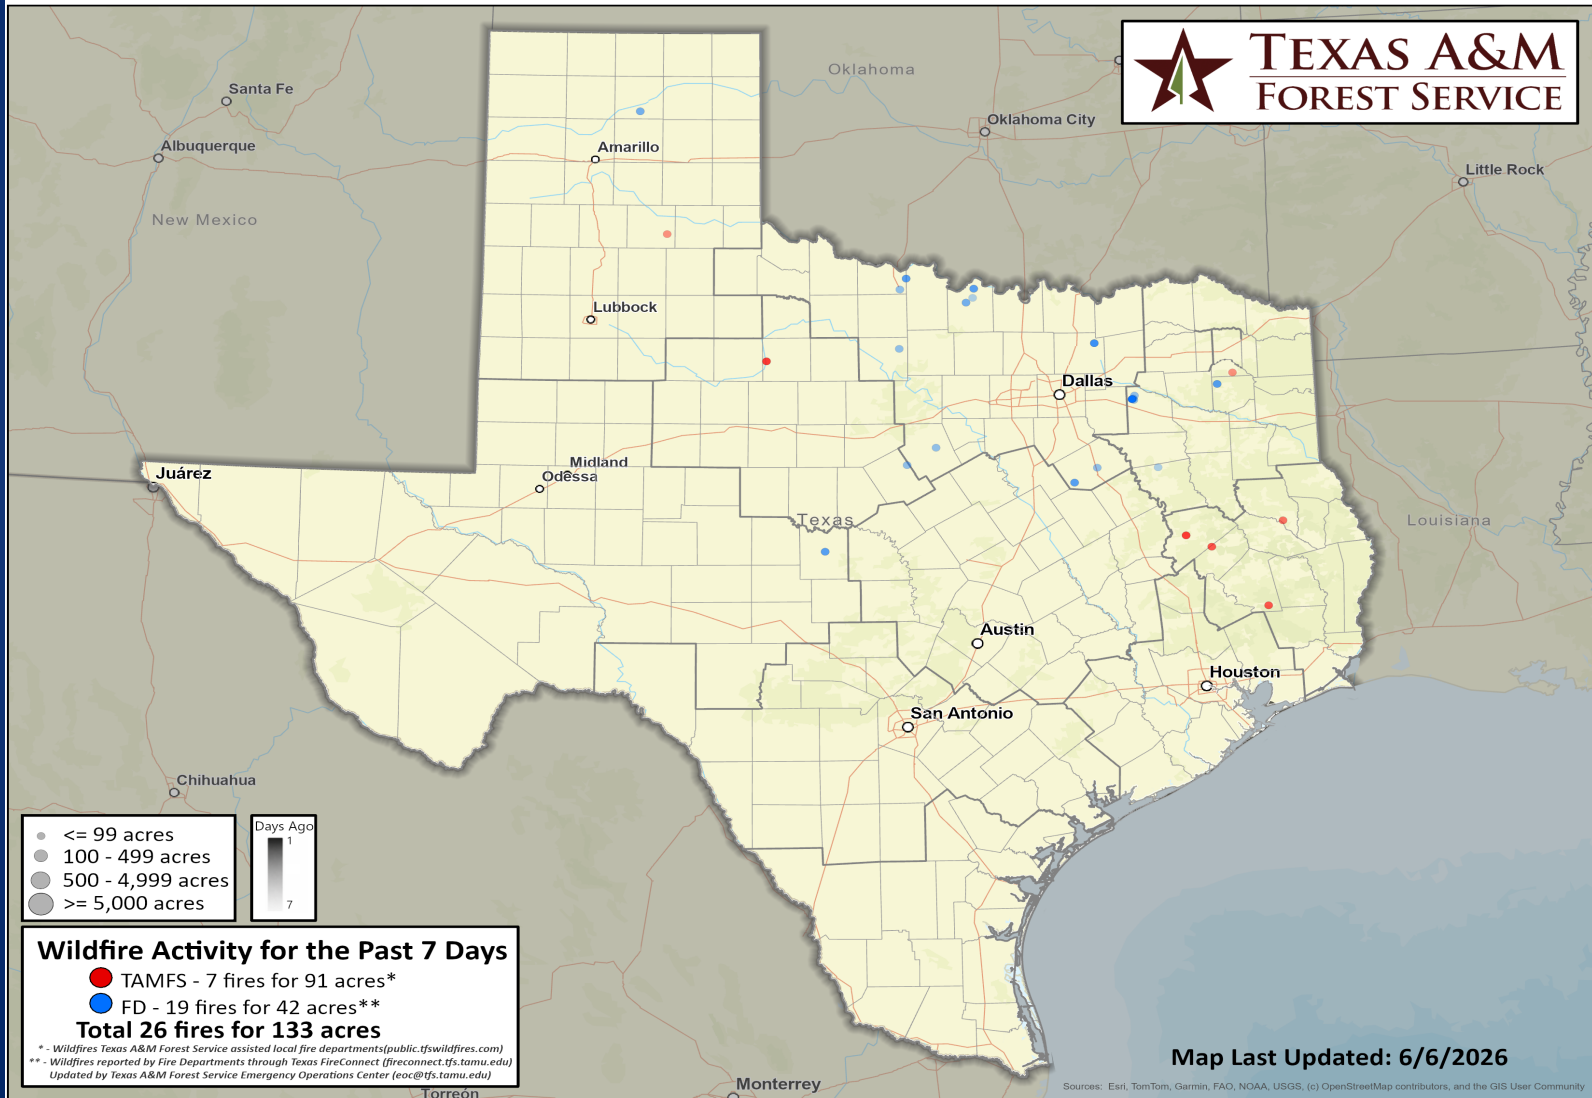 TEXAS A&M
FOREST SERVICE
Oklahoma
Santa Fe
Oklahoma City
Albuquerque
Amarillo
Little Rock
New Mexico
Lubbock
Dallas
Juárez
Midland
Odessa
Texas
Louisiana
Austin
Houston
San Antonio
Chihuahua
<= 99 acres
100 - 499 acres
500 - 4,999 acres
>= 5,000 acres
Days Ago
1
7
Wildfire Activity for the Past 7 Days
TAMFS - 7 fires for 91 acres*
FD - 19 fires for 42 acres**
Total 26 fires for 133 acres
* - Wildfires Texas A&M Forest Service assisted local fire departments(public.tfswildfires.com)
** - Wildfires reported by Fire Departments through Texas FireConnect (fireconnect.tfs.tamu.edu)
Updated by Texas A&M Forest Service Emergency Operations Center (eoc@tfs.tamu.edu)
Map Last Updated: 6/6/2026
Sources: Esri, TomTom, Garmin, FAO, NOAA, USGS, (c) OpenStreetMap contributors, and the GIS User Community
Monterrey
Torreón